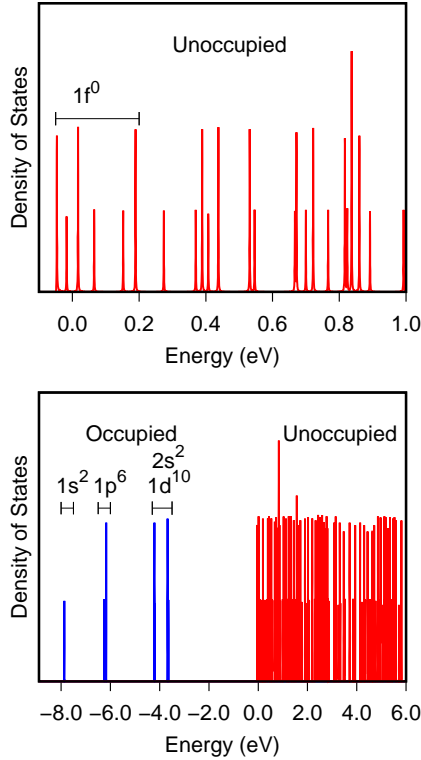 Unoccupied
1f⁰
Density of States
0.0 0.2 0.4 0.6 0.8 1.0
Energy (eV)
Occupied Unoccupied
2s²
1s² 1p⁶ 1d¹⁰
Density of States
−8.0 −6.0 −4.0 −2.0 0.0 2.0 4.0 6.0
Energy (eV)